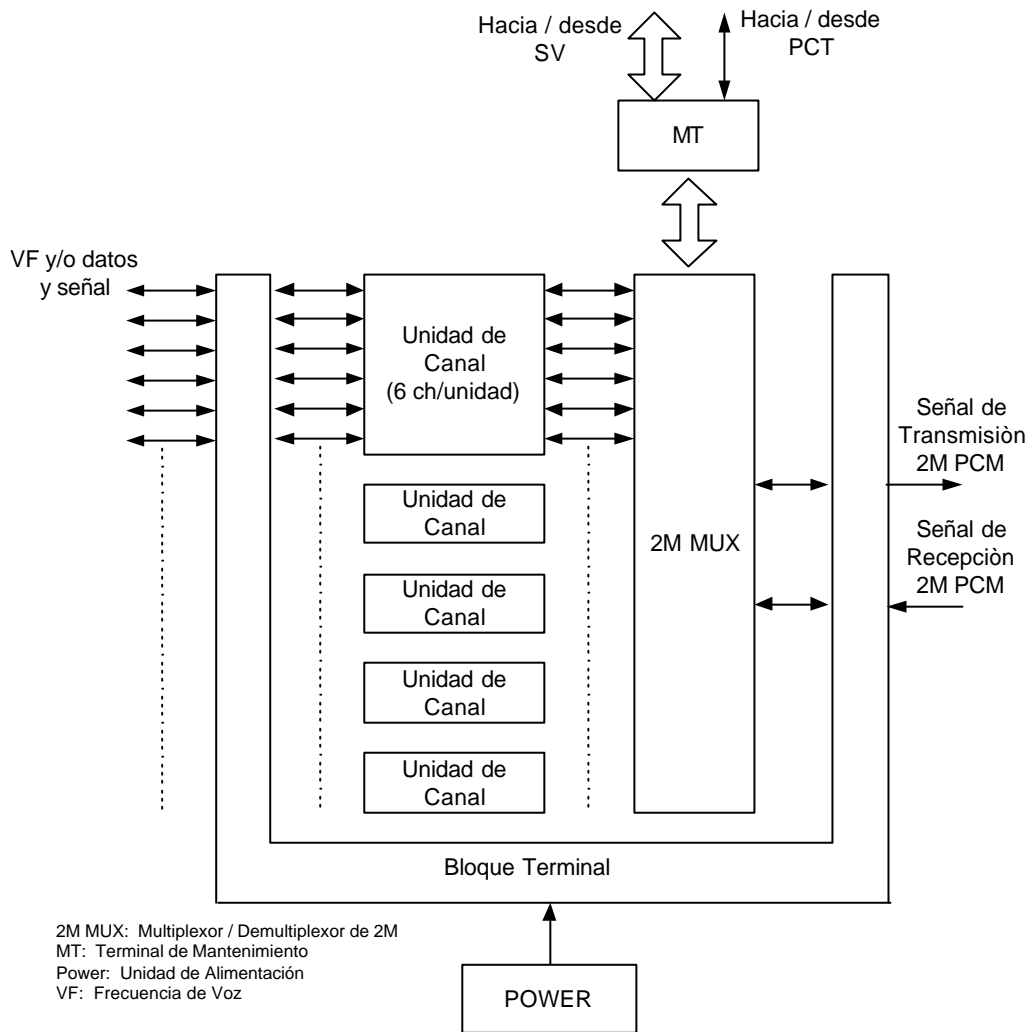 Hacia / desde
SV
Hacia / desde
PCT
MT
VF y/o datos
y señal
Unidad de
Canal
(6 ch/unidad)
Unidad de
Canal
Unidad de
Canal
Unidad de
Canal
Unidad de
Canal
2M MUX
Señal de
Transmisiòn
2M PCM
Señal de
Recepciòn
2M PCM
Bloque Terminal
2M MUX: Multiplexor / Demultiplexor de 2M
MT: Terminal de Mantenimiento
Power: Unidad de Alimentación
VF: Frecuencia de Voz
POWER